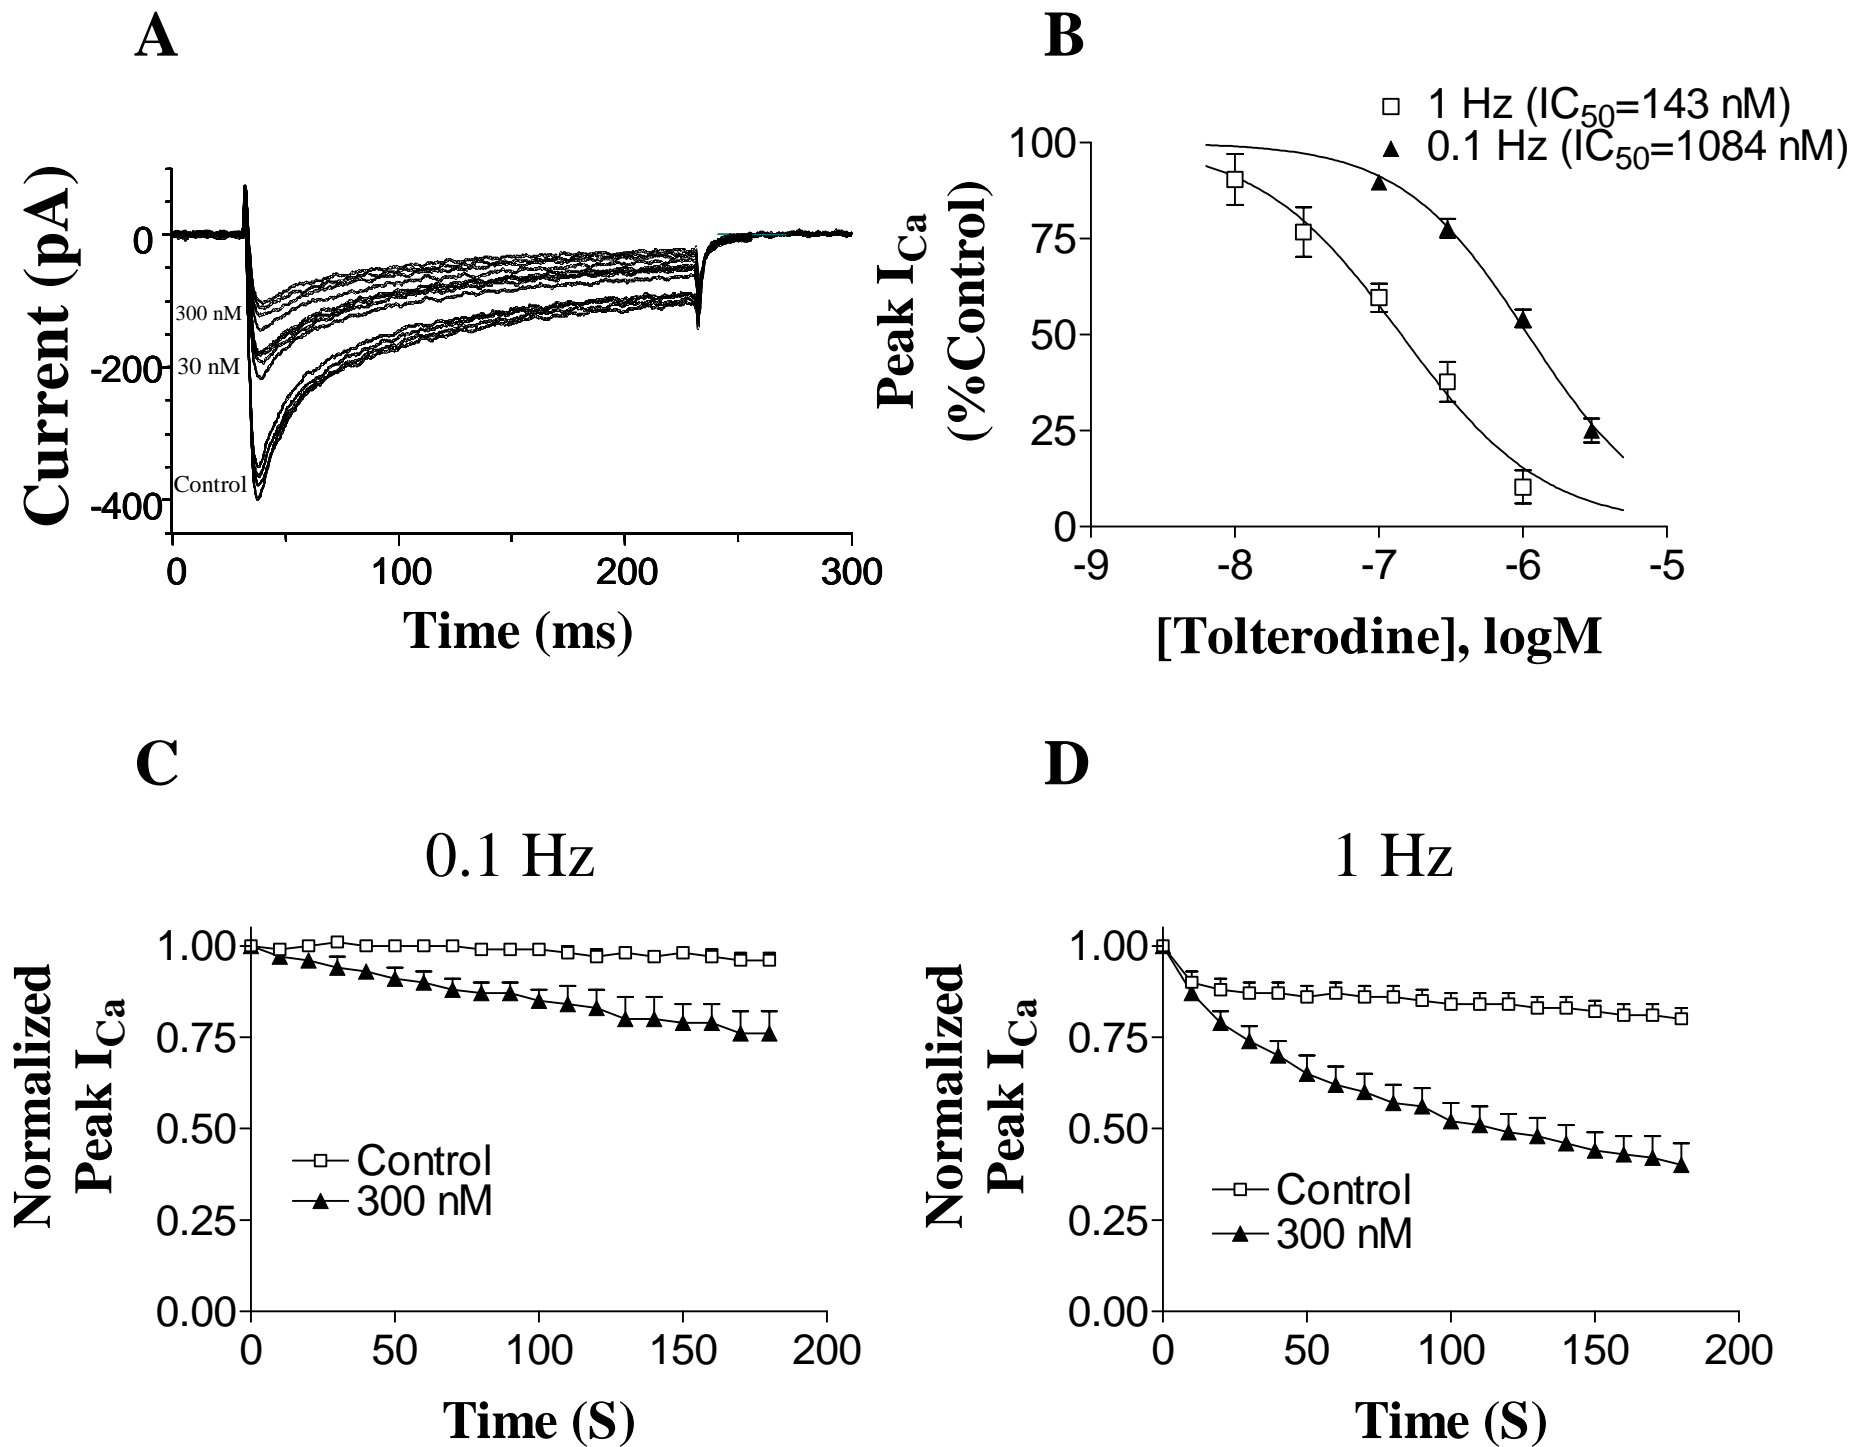 A
Current (pA)
0
-200
-400
300 nM
30 nM
Control
0 100 200 300
Time (ms)
B
1 Hz (IC50=143 nM)
0.1 Hz (IC50=1084 nM)
Peak ICa
(%Control)
100
75
50
25
0
-9 -8 -7 -6 -5
[Tolterodine], logM
C
0.1 Hz
Normalized
Peak ICa
1.00
0.75
0.50
0.25
0.00
Control
300 nM
0 50 100 150 200
Time (S)
D
1 Hz
Normalized
Peak ICa
1.00
0.75
0.50
0.25
0.00
Control
300 nM
0 50 100 150 200
Time (S)